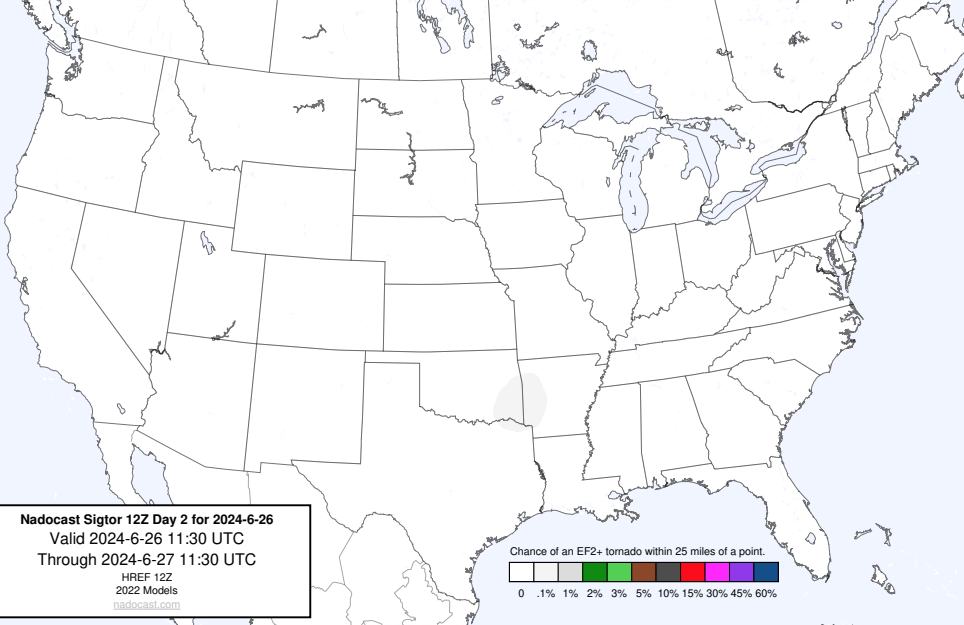 Nadocast Sigtor 12Z Day 2 for 2024-6-26
Valid 2024-6-26 11:30 UTC
Through 2024-6-27 11:30 UTC
HREF 12Z
2022 Models
nadocast.com
Chance of an EF2+ tornado within 25 miles of a point.
0 .1% 1% 2% 3% 5% 10% 15% 30% 45% 60%